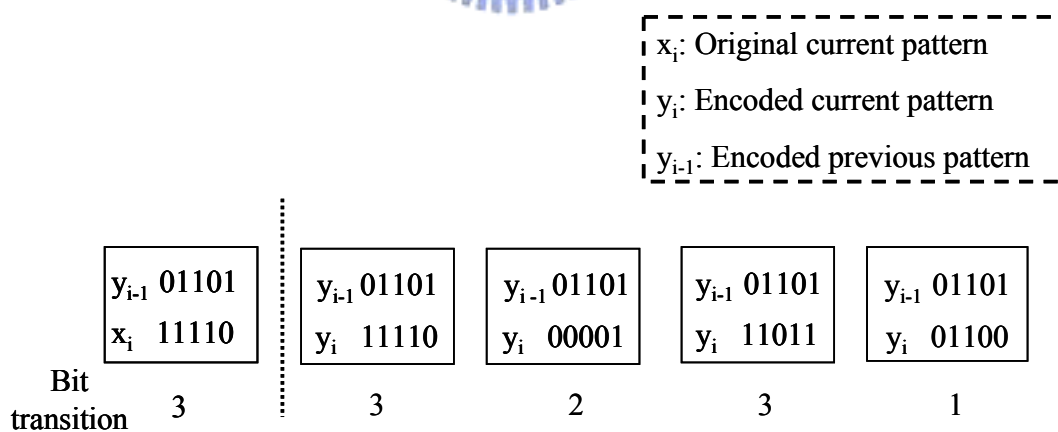 xᵢ: Original current pattern
yᵢ: Encoded current pattern
yᵢ₋₁: Encoded previous pattern
yᵢ₋₁ 01101
xᵢ 11110
yᵢ₋₁ 01101
yᵢ 11110
yᵢ₋₁ 01101
yᵢ 00001
yᵢ₋₁ 01101
yᵢ 11011
yᵢ₋₁ 01101
yᵢ 01100
Bit
transition 3 3 2 3 1